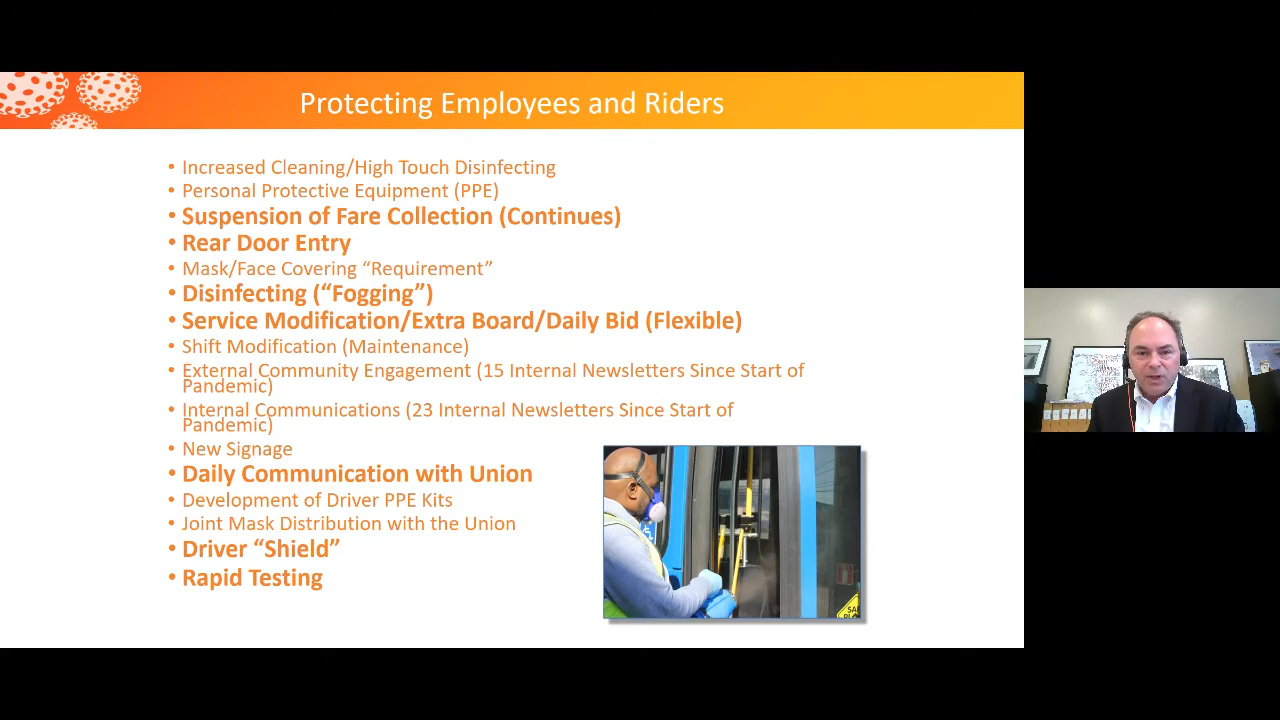 Protecting Employees and Riders
• Increased Cleaning/High Touch Disinfecting
• Personal Protective Equipment (PPE)
• Suspension of Fare Collection (Continues)
• Rear Door Entry
• Mask/Face Covering “Requirement”
• Disinfecting (“Fogging”)
• Service Modification/Extra Board/Daily Bid (Flexible)
• Shift Modification (Maintenance)
• External Community Engagement (15 Internal Newsletters Since Start of
Pandemic)
• Internal Communications (23 Internal Newsletters Since Start of
Pandemic)
• New Signage
• Daily Communication with Union
• Development of Driver PPE Kits
• Joint Mask Distribution with the Union
• Driver “Shield”
• Rapid Testing